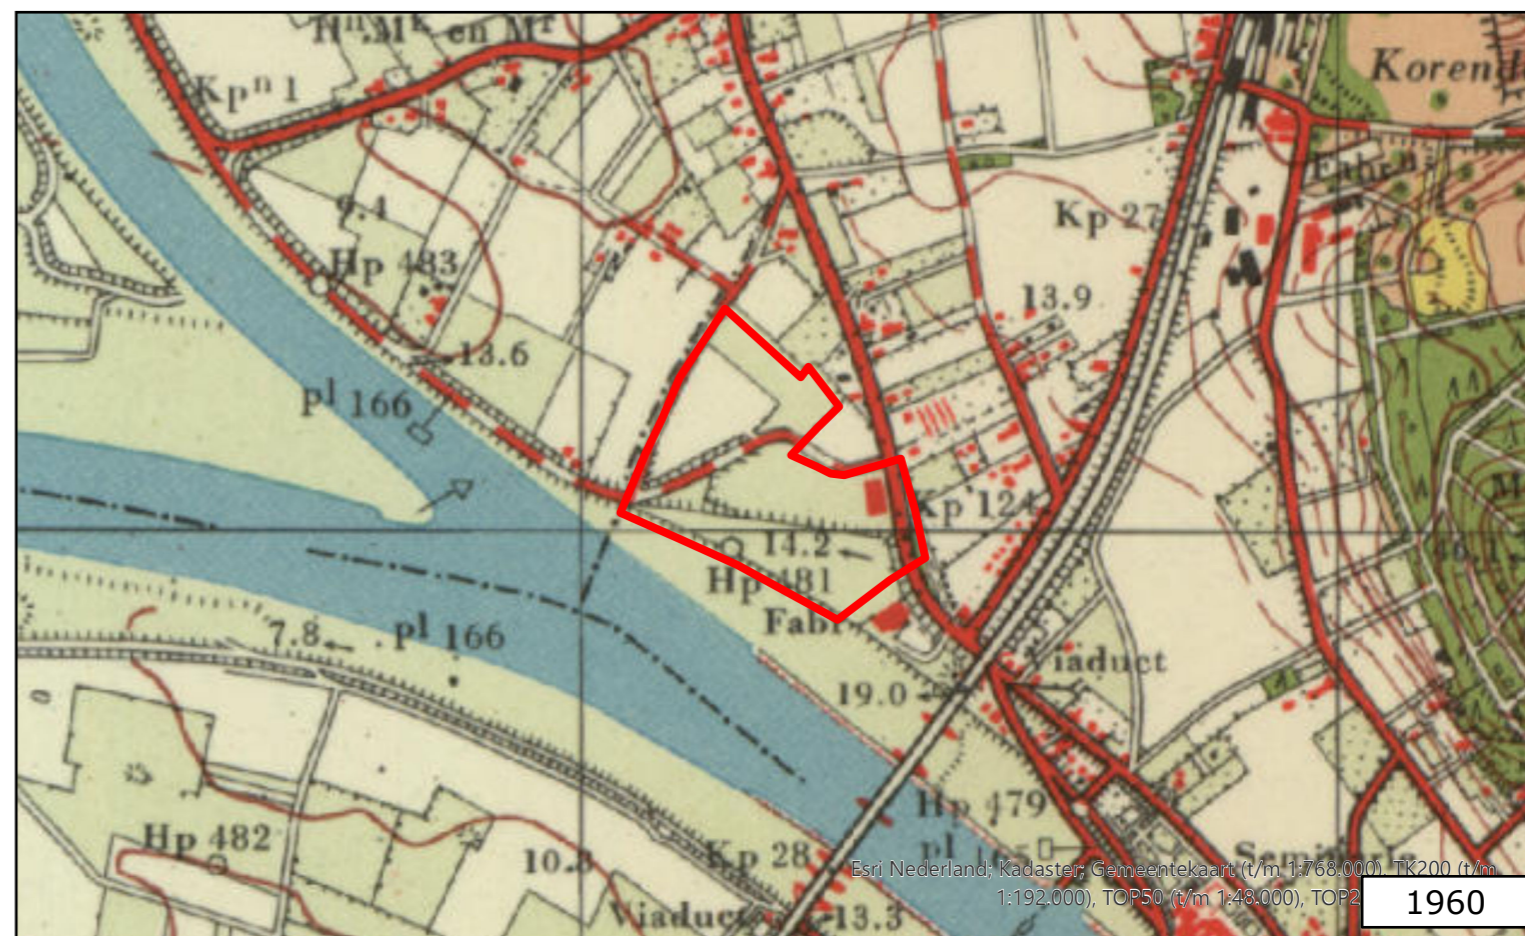 Hⁿ. Mᵏ en Mʳ
Kpⁿ 1
9.4
Hp 483
13.6
pl 166
Kp 27
13.9
Kp 124
14.2
Hp 481
Fabr.
7.8
pl 166
Viaduct
19.0
Hp 479
pl
Hp 482
10.8
Kp 28
Viaduct
13.3
Esri Nederland; Kadaster; Gemeentekaart (t/m 1:768.000), TK200 (t/m
1:192.000), TOP50 (t/m 1:48.000), TOP2
1960